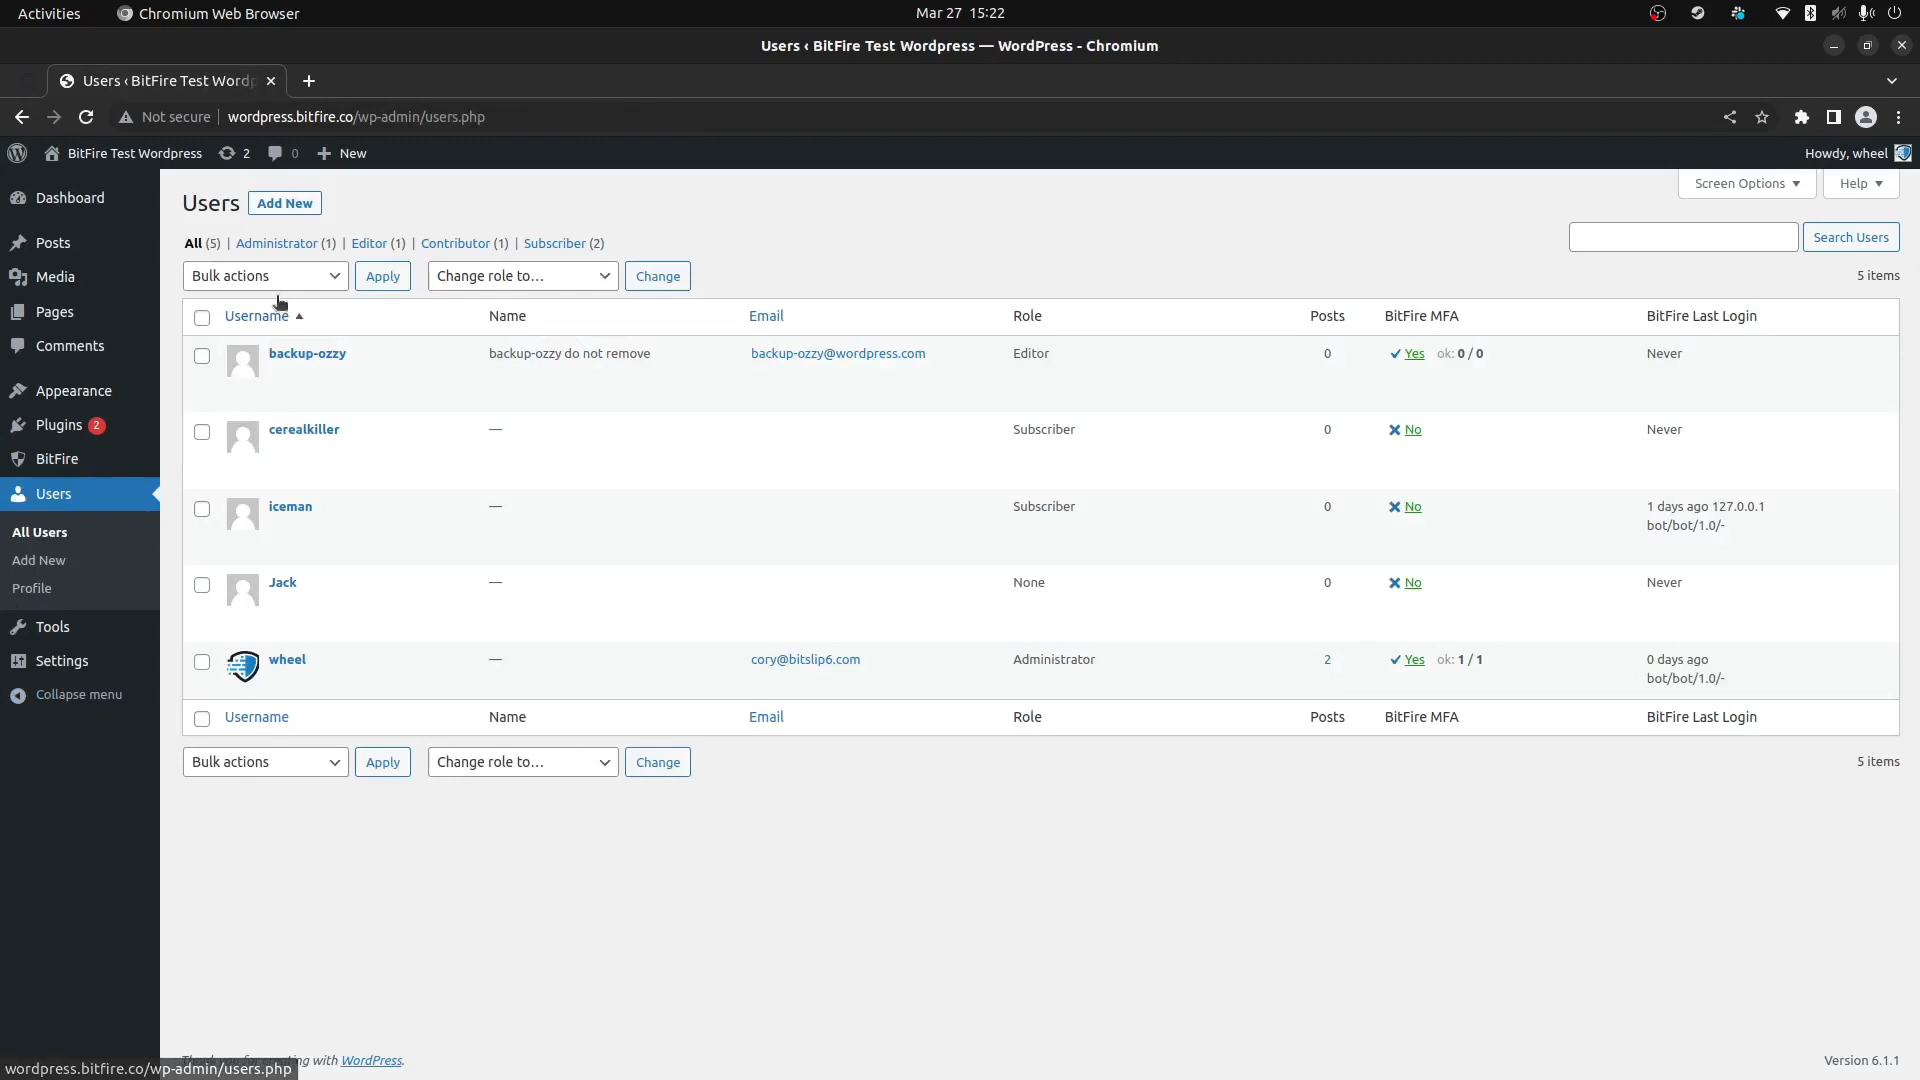 Activities
Chromium Web Browser
Mar 27 15:22
Users ‹ BitFire Test Wordpress — WordPress - Chromium
Users ‹ BitFire Test Wordp
Not secure
wordpress.bitfire.co/wp-admin/users.php
BitFire Test Wordpress
2
0
New
Howdy, wheel
Dashboard
Posts
Media
Pages
Comments
Appearance
Plugins 2
BitFire
Users
All Users
Add New
Profile
Tools
Settings
Collapse menu
Screen Options
Help
Users
Add New
All (5) | Administrator (1) | Editor (1) | Contributor (1) | Subscriber (2)
Search Users
Bulk actions
Apply
Change role to…
Change
5 items
Username Name Email Role Posts BitFire MFA BitFire Last Login
backup-ozzy backup-ozzy do not remove backup-ozzy@wordpress.com Editor 0 Yes ok: 0 / 0 Never
cerealkiller — Subscriber 0 No Never
iceman — Subscriber 0 No 1 days ago 127.0.0.1
bot/bot/1.0/-
Jack — None 0 No Never
wheel — cory@bitslip6.com Administrator 2 Yes ok: 1 / 1 0 days ago
bot/bot/1.0/-
Username Name Email Role Posts BitFire MFA BitFire Last Login
Bulk actions
Apply
Change role to…
Change
5 items
with WordPress.
Version 6.1.1
wordpress.bitfire.co/wp-admin/users.php